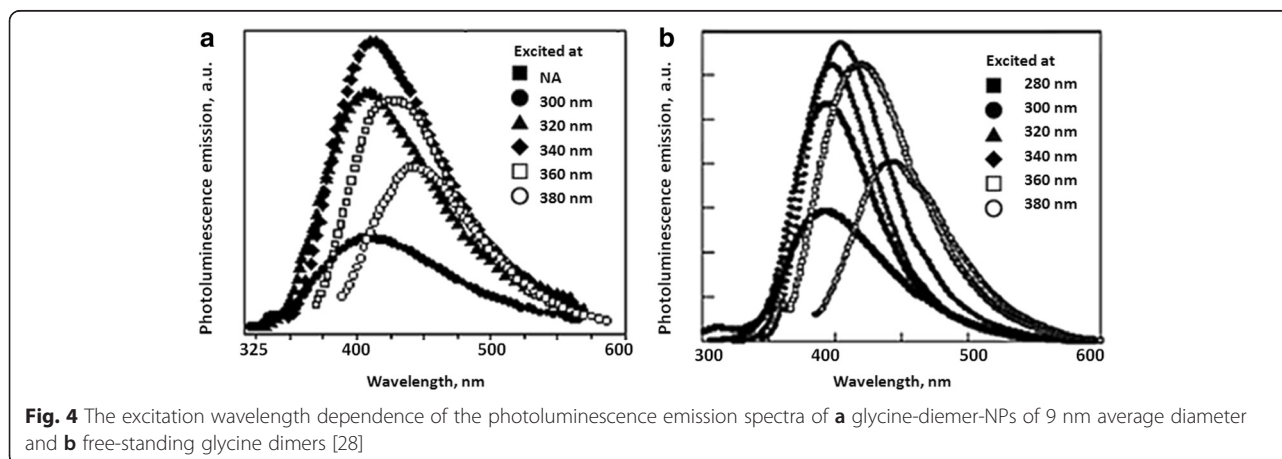 a
Photoluminescence emission, a.u.
Excited at
NA
300 nm
320 nm
340 nm
360 nm
380 nm
325
400
500
500
600
Wavelength, nm
b
Photoluminescence emission, a.u.
Excited at
280 nm
300 nm
320 nm
340 nm
360 nm
380 nm
300
400
500
600
Wavelength, nm
Fig. 4 The excitation wavelength dependence of the photoluminescence emission spectra of a glycine-diemer-NPs of 9 nm average diameter
and b free-standing glycine dimers [28]